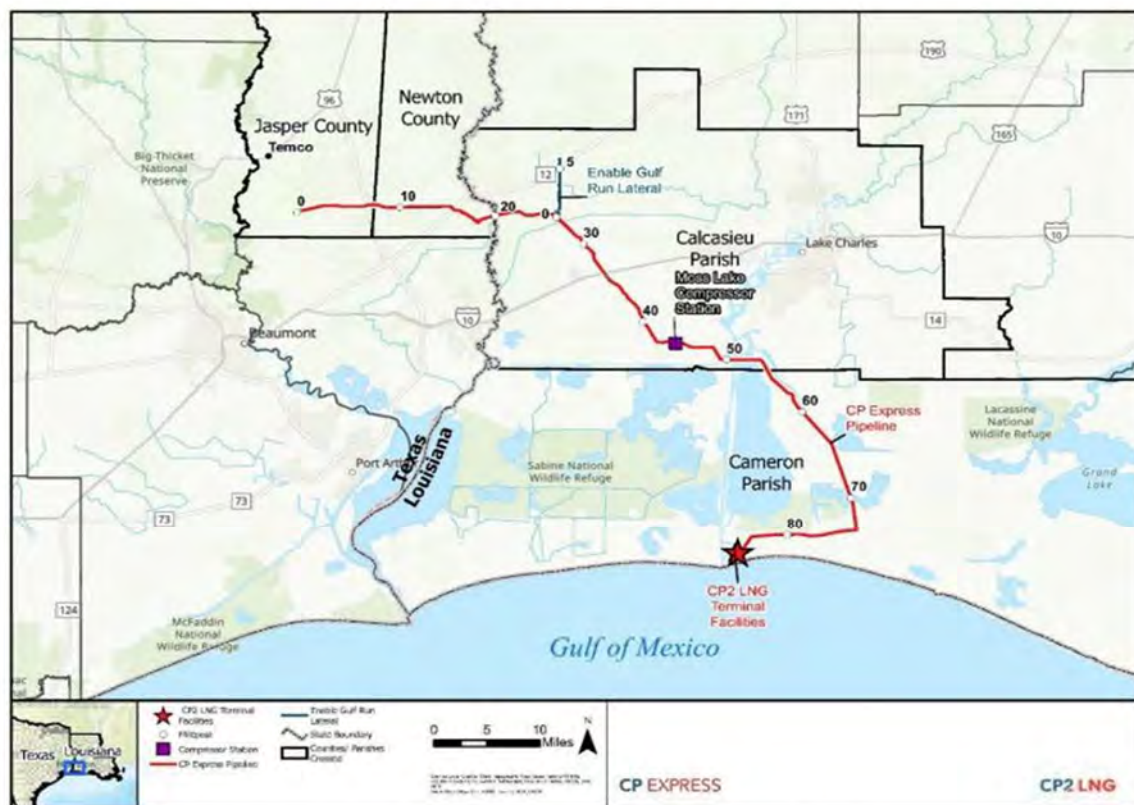 190
96
Newton
County
171
Jasper County
165
Temco
Big-Thicket
National
Preserve
12
5
Enable Gulf
Run Lateral
0
10
20
0
30
Calcasieu
Parish
Lake Charles
10
Moss Lake
Compressor
Station
40
10
14
Beaumont
50
60
CP Express
Pipeline
Lacassine
National
Wildlife Refuge
Texas
Louisiana
Port Arth
Sabine National
Wildlife Refuge
Cameron
Parish
Grand
Lake
73
73
70
80
CP2 LNG
Terminal
Facilities
124
McFaddin
National
Wildlife Refuge
Gulf of Mexico
Texas
Louisiana
CP2 LNG Terminal
Facilities
Milepost
Compressor Station
CP Express Pipeline
Enable Gulf Run
Lateral
State Boundary
Counties/ Parishes
Crossed
0 5 10
Miles
N
CP EXPRESS
CP2 LNG